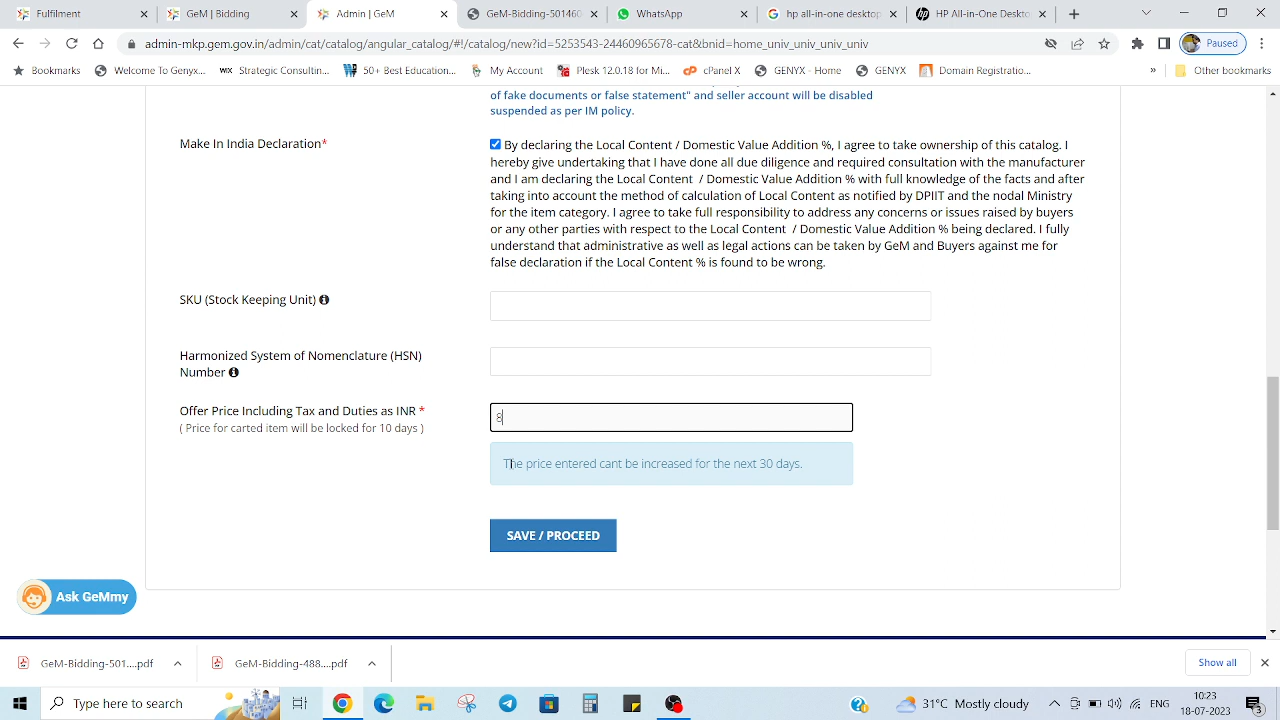 Fulfilment
GeM | Bidding
Admin | GeM
GeM-Bidding-501460
WhatsApp
hp all-in-one desktop
HP All-in-One Deskto
admin-mkp.gem.gov.in/admin/cat/catalog/angular_catalog/#!/catalog/new?id=5253543-24460965678-cat&bnid=home_univ_univ_univ_univ
Paused
Bookmarks
Welcome To Genyx...
Strategic Consultin...
50+ Best Education...
My Account
Plesk 12.0.18 for Mi...
cPanel X
GENYX - Home
GENYX
Domain Registratio...
»
Other bookmarks
of fake documents or false statement" and seller account will be disabled
suspended as per IM policy.
Make In India Declaration*
By declaring the Local Content / Domestic Value Addition %, I agree to take ownership of this catalog. I
hereby give undertaking that I have done all due diligence and required consultation with the manufacturer
and I am declaring the Local Content / Domestic Value Addition % with full knowledge of the facts and after
taking into account the method of calculation of Local Content as notified by DPIIT and the nodal Ministry
for the item category. I agree to take full responsibility to address any concerns or issues raised by buyers
or any other parties with respect to the Local Content / Domestic Value Addition % being declared. I fully
understand that administrative as well as legal actions can be taken by GeM and Buyers against me for
false declaration if the Local Content % is found to be wrong.
SKU (Stock Keeping Unit)
Harmonized System of Nomenclature (HSN)
Number
Offer Price Including Tax and Duties as INR *
( Price for carted item will be locked for 10 days )
8
The price entered cant be increased for the next 30 days.
SAVE / PROCEED
Ask GeMmy
GeM-Bidding-501....pdf
GeM-Bidding-488....pdf
Show all
Type here to search
31°C Mostly cloudy
ENG
10:23
18-07-2023
3